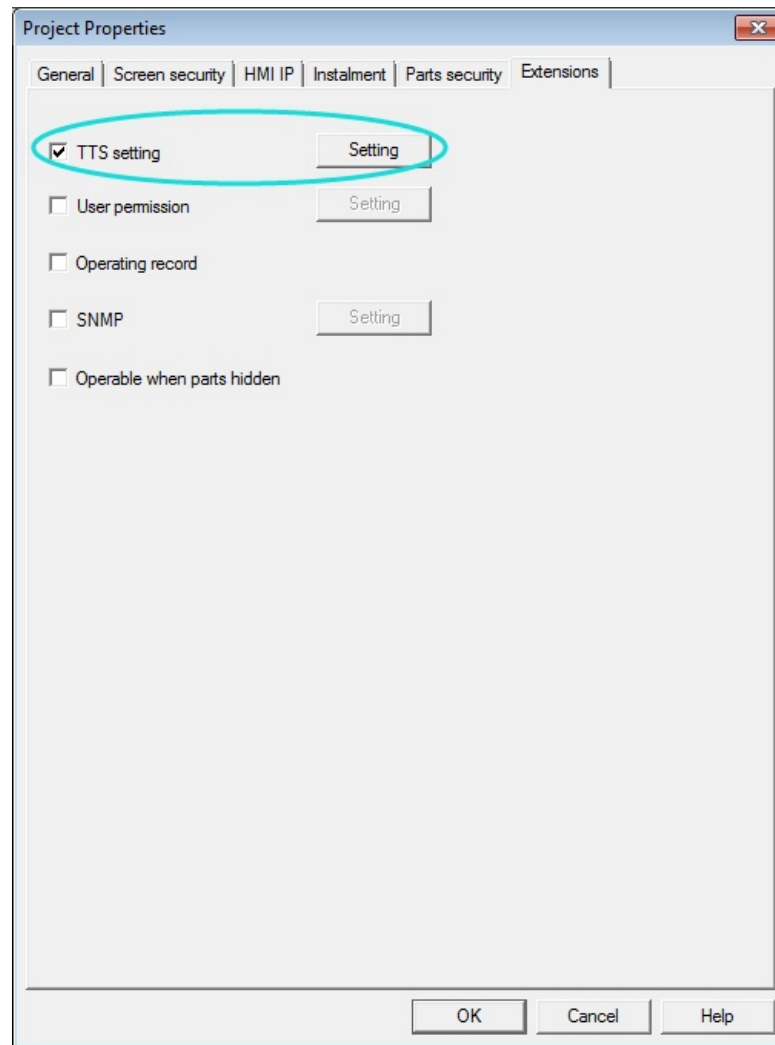 Project Properties
General Screen security HMI IP Instalment Parts security Extensions
TTS setting Setting
User permission Setting
Operating record
SNMP Setting
Operable when parts hidden
OK Cancel Help